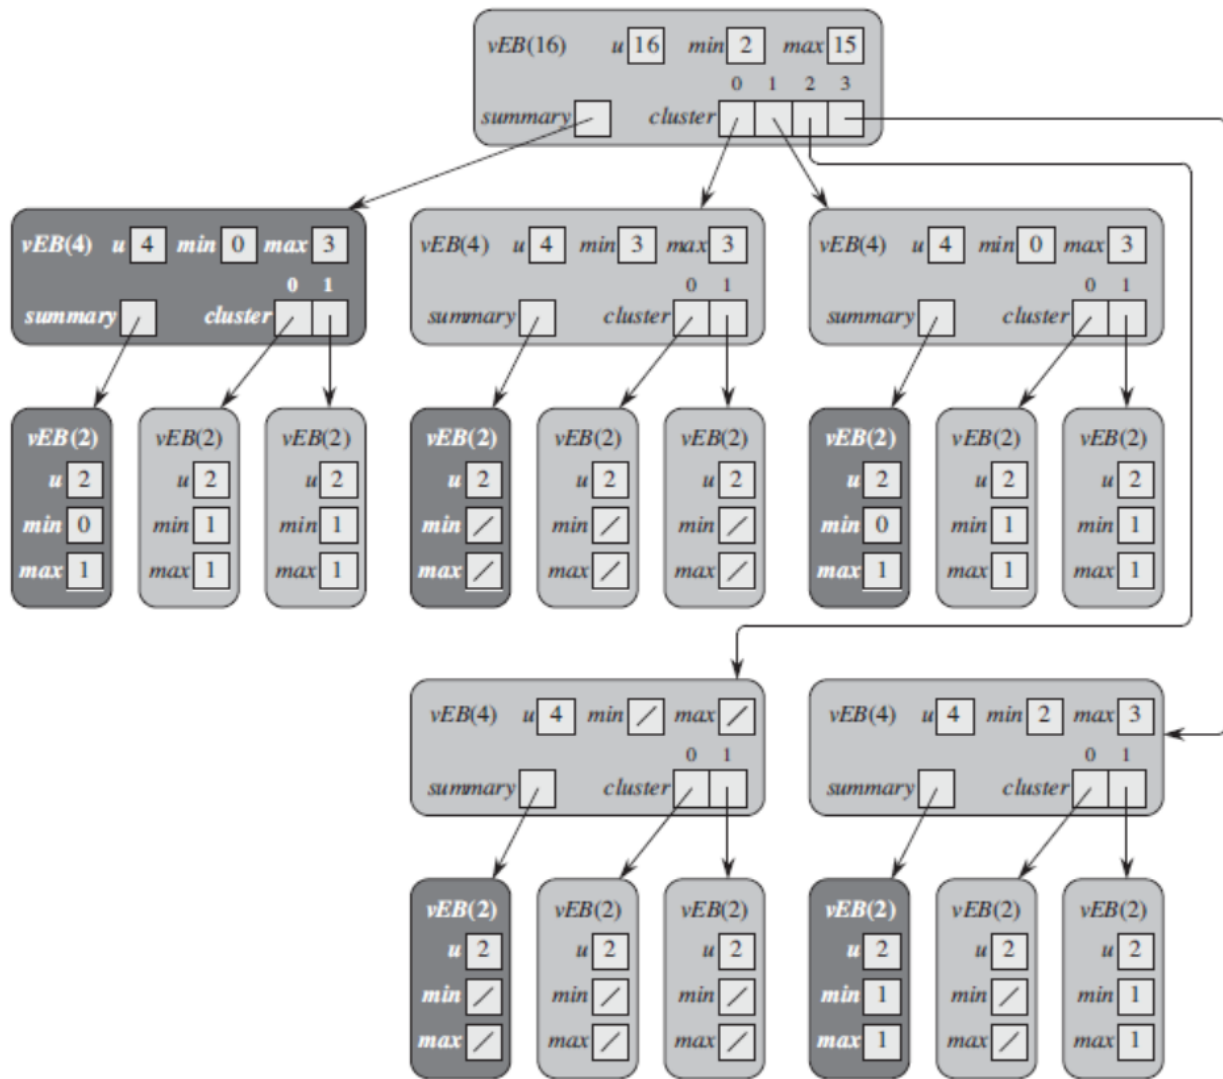 vEB(16) u 16 min 2 max 15
0 1 2 3
summary cluster
vEB(4) u 4 min 0 max 3
0 1
summary cluster
vEB(4) u 4 min 3 max 3
0 1
summary cluster
vEB(4) u 4 min 0 max 3
0 1
summary cluster
vEB(2)
u 2
min 0
max 1
vEB(2)
u 2
min 1
max 1
vEB(2)
u 2
min 1
max 1
vEB(2)
u 2
min /
max /
vEB(2)
u 2
min /
max /
vEB(2)
u 2
min /
max /
vEB(2)
u 2
min 0
max 1
vEB(2)
u 2
min 1
max 1
vEB(2)
u 2
min 1
max 1
vEB(4) u 4 min / max /
0 1
summary cluster
vEB(4) u 4 min 2 max 3
0 1
summary cluster
vEB(2)
u 2
min /
max /
vEB(2)
u 2
min /
max /
vEB(2)
u 2
min /
max /
vEB(2)
u 2
min 1
max 1
vEB(2)
u 2
min /
max /
vEB(2)
u 2
min 1
max 1